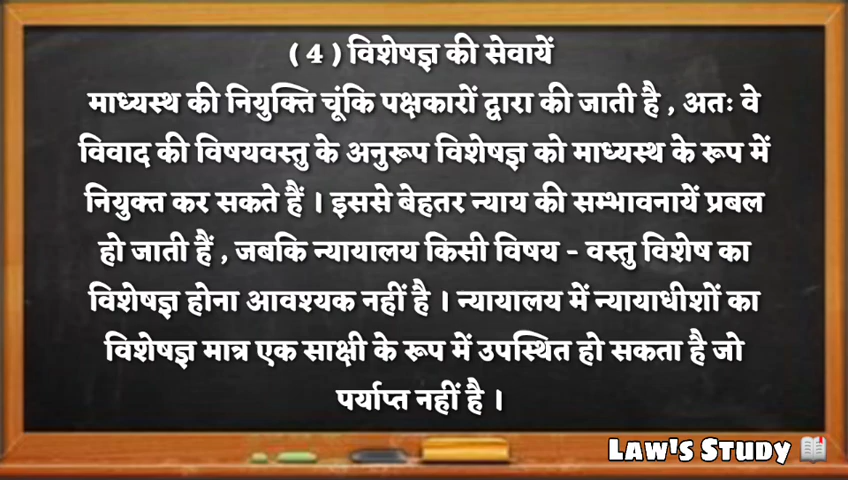 ( 4 ) विशेषज्ञ की सेवायें
माध्यस्थ की नियुक्ति चूंकि पक्षकारों द्वारा की जाती है , अतः वे
विवाद की विषयवस्तु के अनुरूप विशेषज्ञ को माध्यस्थ के रूप में
नियुक्त कर सकते हैं । इससे बेहतर न्याय की सम्भावनायें प्रबल
हो जाती हैं , जबकि न्यायालय किसी विषय - वस्तु विशेष का
विशेषज्ञ होना आवश्यक नहीं है । न्यायालय में न्यायाधीशों का
विशेषज्ञ मात्र एक साक्षी के रूप में उपस्थित हो सकता है जो
पर्याप्त नहीं है ।
Law's Study